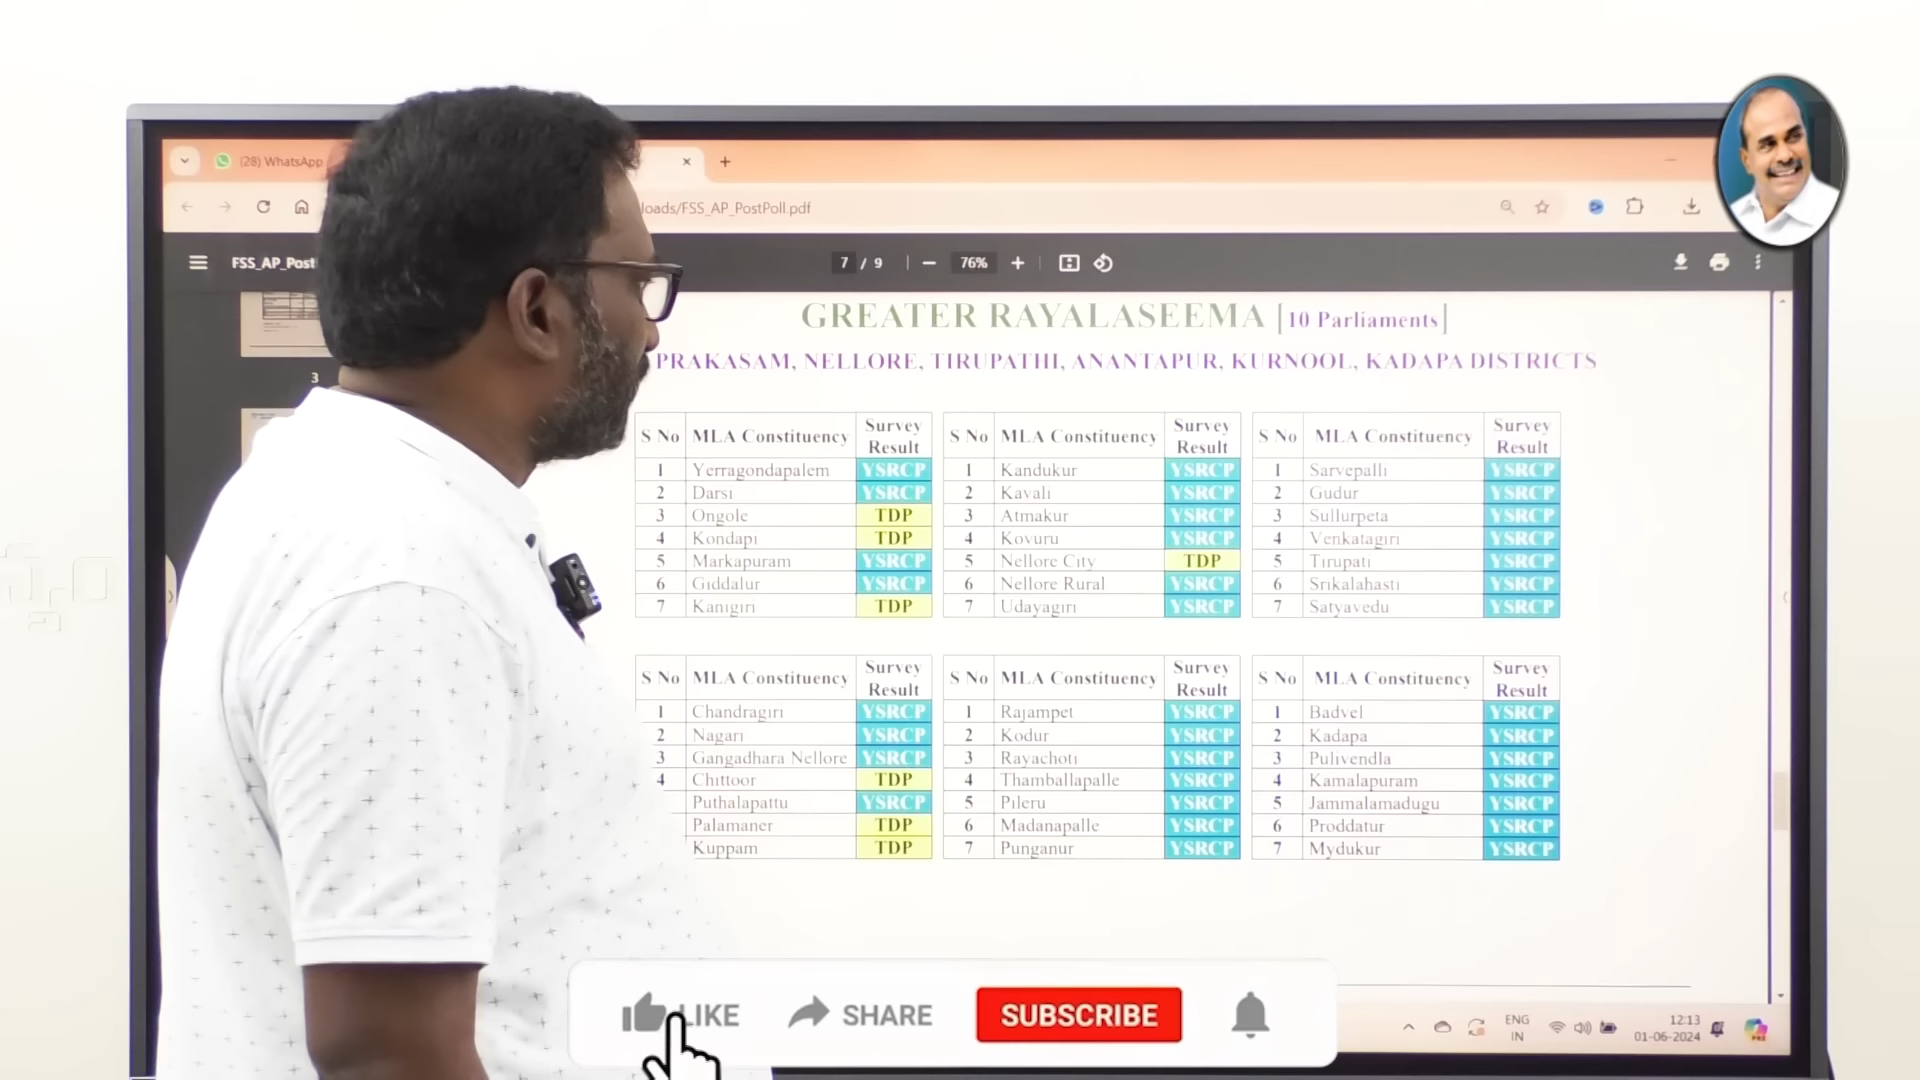 (28) WhatsApp
loads/FSS_AP_PostPoll.pdf
FSS_AP_Post
7 / 9
76%
3
GREATER RAYALASEEMA [10 Parliaments]
PRAKASAM, NELLORE, TIRUPATHI, ANANTAPUR, KURNOOL, KADAPA DISTRICTS
S No MLA Constituency Survey Result
1 Yerragondapalem YSRCP
2 Darsi YSRCP
3 Ongole TDP
4 Kondapi TDP
5 Markapuram YSRCP
6 Giddalur YSRCP
7 Kanigiri TDP
S No MLA Constituency Survey Result
1 Kandukur YSRCP
2 Kavali YSRCP
3 Atmakur YSRCP
4 Kovuru YSRCP
5 Nellore City TDP
6 Nellore Rural YSRCP
7 Udayagiri YSRCP
S No MLA Constituency Survey Result
1 Sarvepalli YSRCP
2 Gudur YSRCP
3 Sullurpeta YSRCP
4 Venkatagiri YSRCP
5 Tirupati YSRCP
6 Srikalahasti YSRCP
7 Satyavedu YSRCP
S No MLA Constituency Survey Result
1 Chandragiri YSRCP
2 Nagari YSRCP
3 Gangadhara Nellore YSRCP
4 Chittoor TDP
Puthalapattu YSRCP
Palamaner TDP
Kuppam TDP
S No MLA Constituency Survey Result
1 Rajampet YSRCP
2 Kodur YSRCP
3 Rayachoti YSRCP
4 Thamballapalle YSRCP
5 Pileru YSRCP
6 Madanapalle YSRCP
7 Punganur YSRCP
S No MLA Constituency Survey Result
1 Badvel YSRCP
2 Kadapa YSRCP
3 Pulivendla YSRCP
4 Kamalapuram YSRCP
5 Jammalamadugu YSRCP
6 Proddatur YSRCP
7 Mydukur YSRCP
LIKE
SHARE
SUBSCRIBE
ENG
IN
12:13
01-06-2024